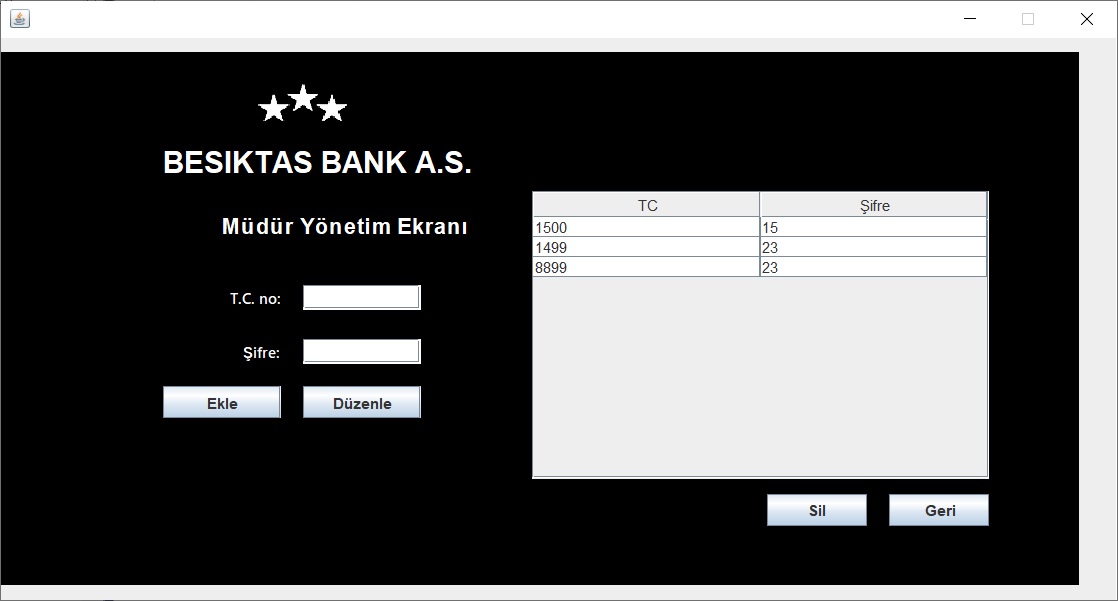 BESIKTAS BANK A.S.
Müdür Yönetim Ekranı
T.C. no:
Şifre:
Ekle Düzenle
TC Şifre
1500 15
1499 23
8899 23
Sil Geri